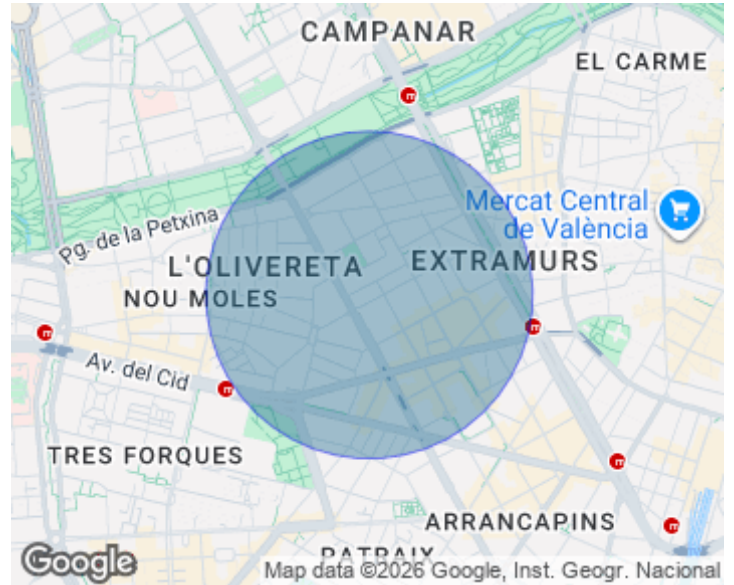 CAMPANAR
EL CARME
Mercat Central
de València
Pg. de la Petxina
L'OLIVERETA
EXTRAMURS
NOU MOLES
Av. del Cid
TRES FORQUES
ARRANCAPINS
PATRAIX
Google
Map data ©2026 Google, Inst. Geogr. Nacional